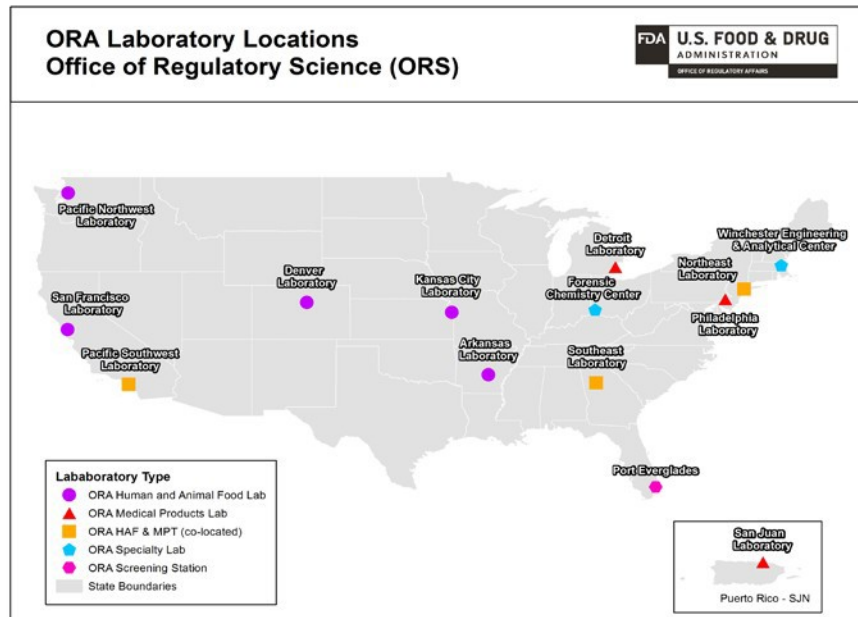 ORA Laboratory Locations
Office of Regulatory Science (ORS)
FDA
U.S. FOOD & DRUG
ADMINISTRATION
OFFICE OF REGULATORY AFFAIRS
Pacific Northwest
Laboratory
San Francisco
Laboratory
Pacific Southwest
Laboratory
Denver
Laboratory
Kansas City
Laboratory
Arkansas
Laboratory
Detroit
Laboratory
Forensic
Chemistry Center
Southeast
Laboratory
Winchester Engineering
& Analytical Center
Northeast
Laboratory
Philadelphia
Laboratory
Port Everglades
Lababoratory Type
ORA Human and Animal Food Lab
ORA Medical Products Lab
ORA HAF & MPT (co-located)
ORA Specialty Lab
ORA Screening Station
State Boundaries
San Juan
Laboratory
Puerto Rico - SJN